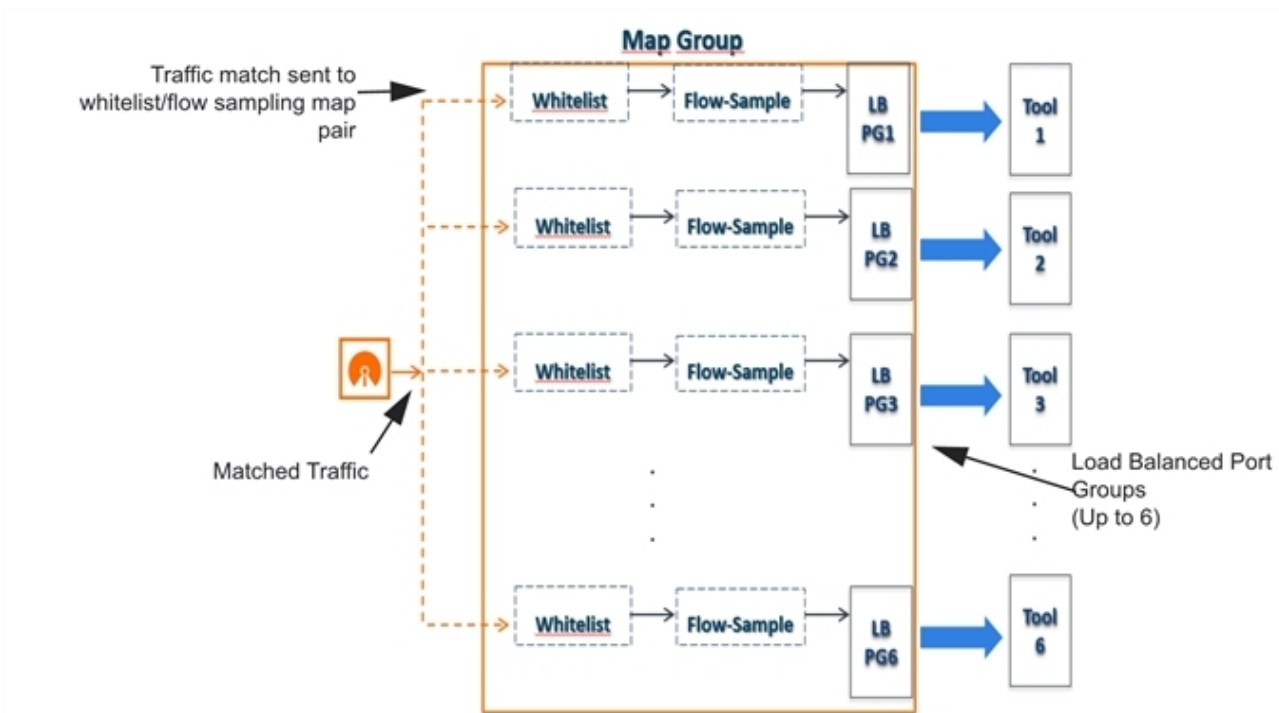 Map Group
Traffic match sent to
whitelist/flow sampling map
pair
Whitelist
Flow-Sample
LB
PG1
Tool
1
Whitelist
Flow-Sample
LB
PG2
Tool
2
Whitelist
Flow-Sample
LB
PG3
Tool
3
Matched Traffic
Load Balanced Port
Groups
(Up to 6)
Whitelist
Flow-Sample
LB
PG6
Tool
6